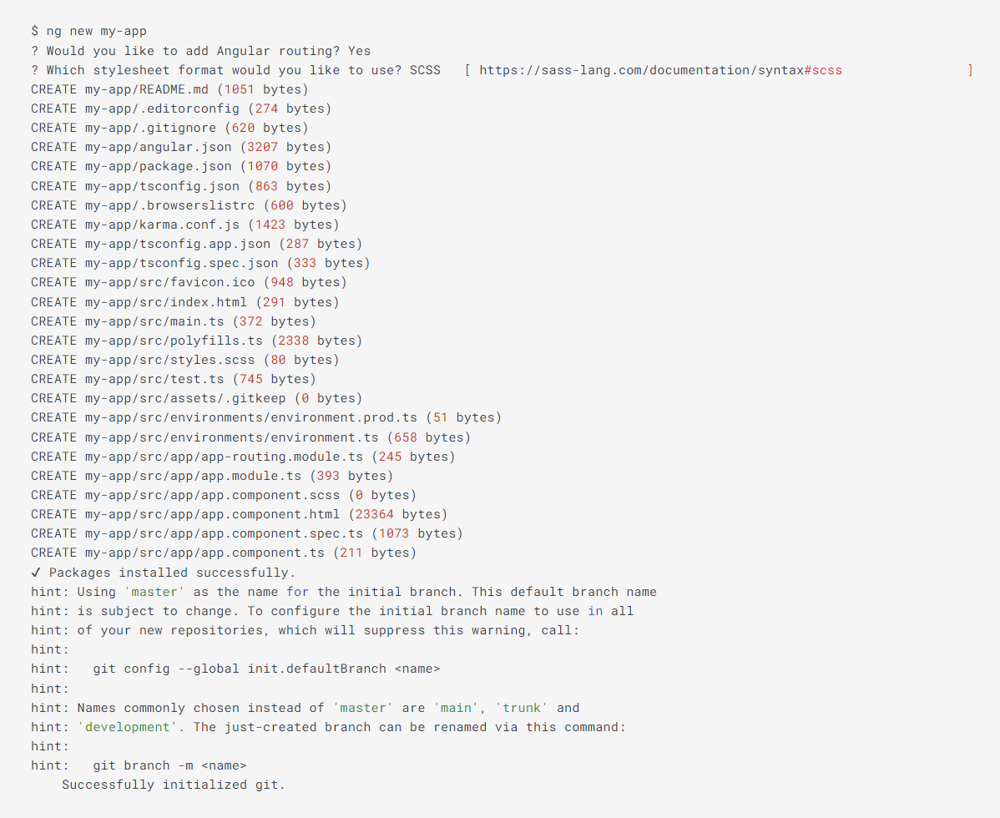 $ ng new my-app
? Would you like to add Angular routing? Yes
? Which stylesheet format would you like to use? SCSS   [ https://sass-lang.com/documentation/syntax#scss                ]
CREATE my-app/README.md (1051 bytes)
CREATE my-app/.editorconfig (274 bytes)
CREATE my-app/.gitignore (620 bytes)
CREATE my-app/angular.json (3207 bytes)
CREATE my-app/package.json (1070 bytes)
CREATE my-app/tsconfig.json (863 bytes)
CREATE my-app/.browserslistrc (600 bytes)
CREATE my-app/karma.conf.js (1423 bytes)
CREATE my-app/tsconfig.app.json (287 bytes)
CREATE my-app/tsconfig.spec.json (333 bytes)
CREATE my-app/src/favicon.ico (948 bytes)
CREATE my-app/src/index.html (291 bytes)
CREATE my-app/src/main.ts (372 bytes)
CREATE my-app/src/polyfills.ts (2338 bytes)
CREATE my-app/src/styles.scss (80 bytes)
CREATE my-app/src/test.ts (745 bytes)
CREATE my-app/src/assets/.gitkeep (0 bytes)
CREATE my-app/src/environments/environment.prod.ts (51 bytes)
CREATE my-app/src/environments/environment.ts (658 bytes)
CREATE my-app/src/app/app-routing.module.ts (245 bytes)
CREATE my-app/src/app/app.module.ts (393 bytes)
CREATE my-app/src/app/app.component.scss (0 bytes)
CREATE my-app/src/app/app.component.html (23364 bytes)
CREATE my-app/src/app/app.component.spec.ts (1073 bytes)
CREATE my-app/src/app/app.component.ts (211 bytes)
✓ Packages installed successfully.
hint: Using 'master' as the name for the initial branch. This default branch name
hint: is subject to change. To configure the initial branch name to use in all
hint: of your new repositories, which will suppress this warning, call:
hint:
hint:   git config --global init.defaultBranch <name>
hint:
hint: Names commonly chosen instead of 'master' are 'main', 'trunk' and
hint: 'development'. The just-created branch can be renamed via this command:
hint:
hint:   git branch -m <name>
    Successfully initialized git.